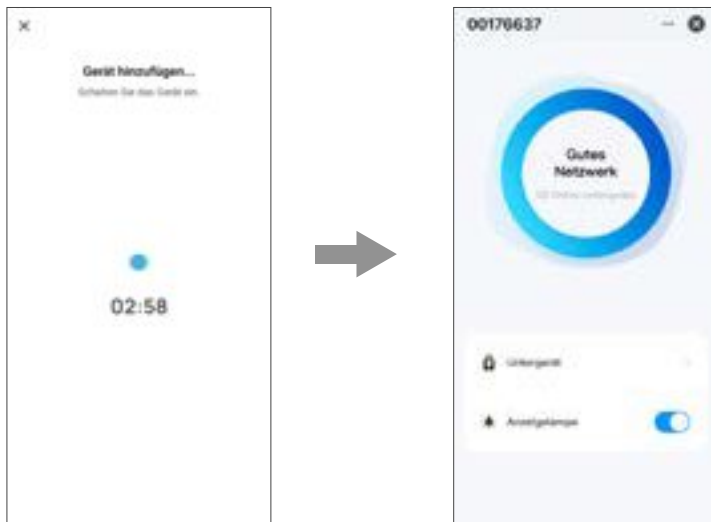 Gerät hinzufügen...
Schalten Sie das Gerät ein.
02:58
00176637
Gutes
Netzwerk
Untergerät
Anzeigelampe